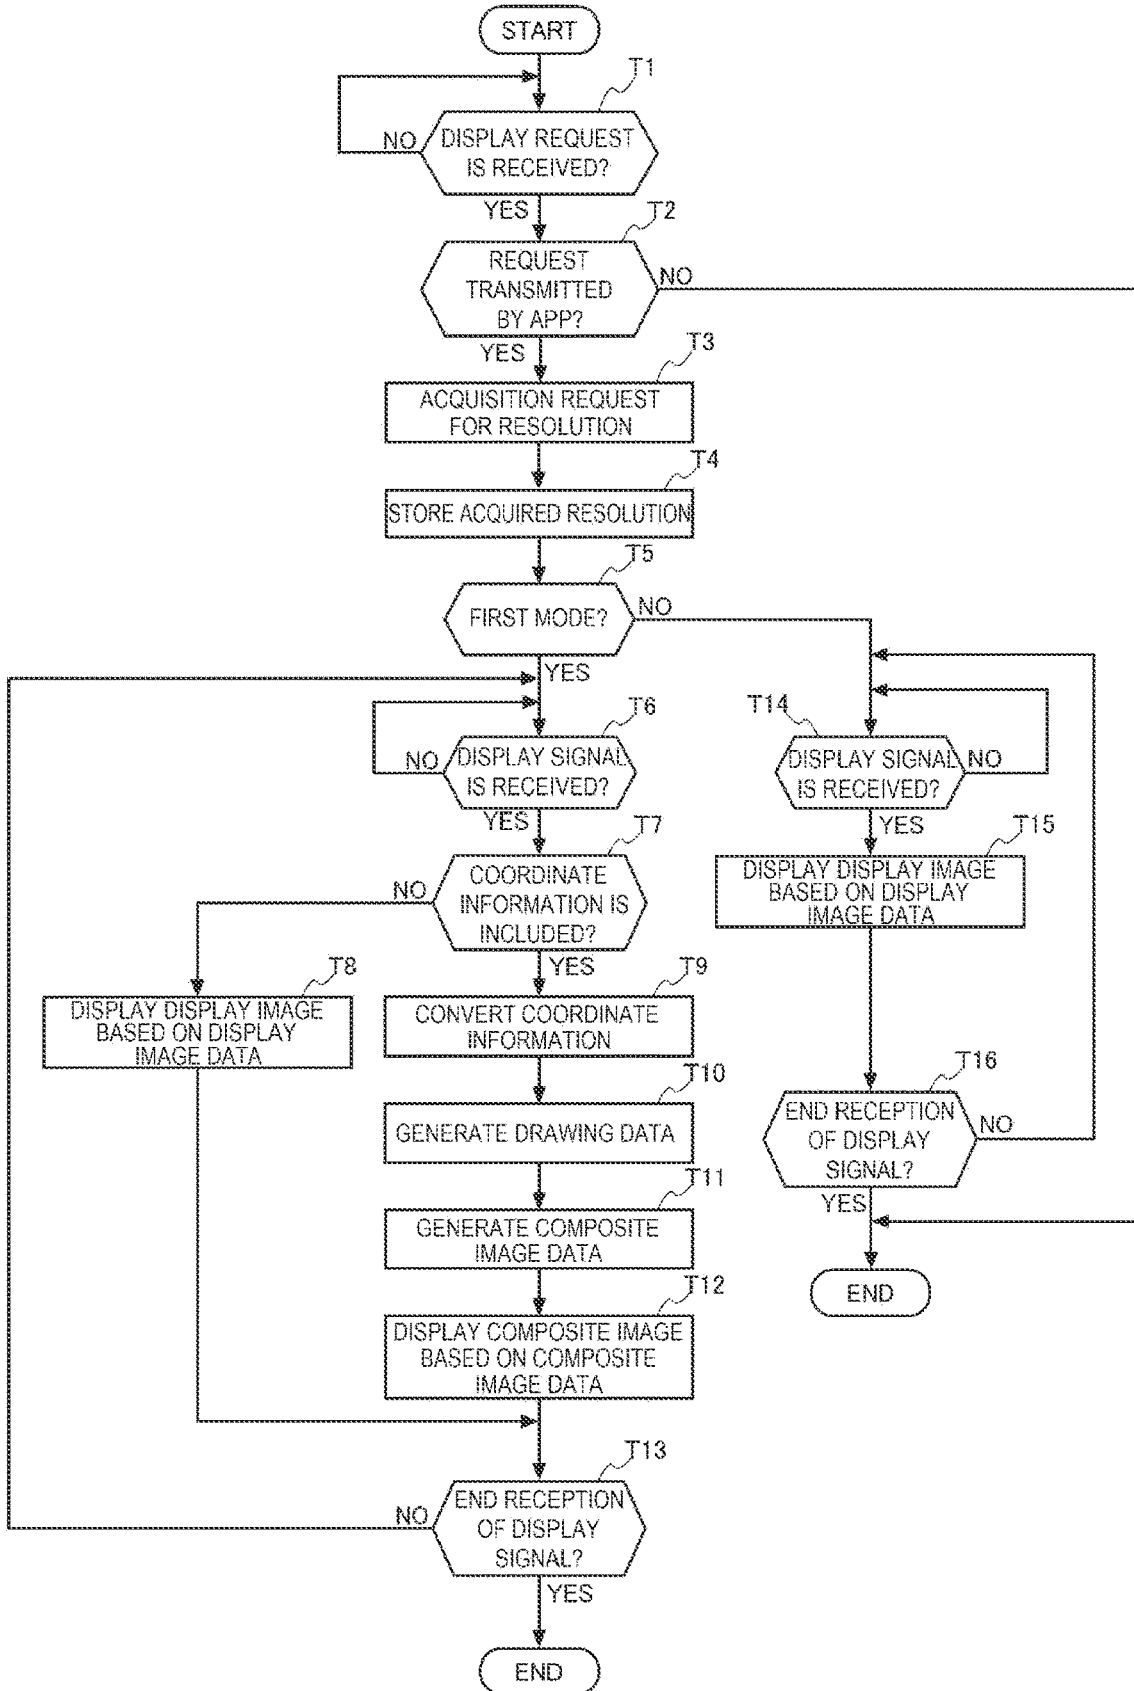 START
T1
DISPLAY REQUEST
IS RECEIVED?
NO
YES
T2
REQUEST
TRANSMITTED
BY APP?
NO
YES
T3
ACQUISITION REQUEST
FOR RESOLUTION
T4
STORE ACQUIRED RESOLUTION
T5
FIRST MODE?
NO
YES
T6
DISPLAY SIGNAL
IS RECEIVED?
NO
YES
T7
COORDINATE
INFORMATION IS
INCLUDED?
NO
YES
T8
DISPLAY DISPLAY IMAGE
BASED ON DISPLAY
IMAGE DATA
T9
CONVERT COORDINATE
INFORMATION
T10
GENERATE DRAWING DATA
T11
GENERATE COMPOSITE
IMAGE DATA
T12
DISPLAY COMPOSITE IMAGE
BASED ON COMPOSITE
IMAGE DATA
T13
END RECEPTION
OF DISPLAY
SIGNAL?
NO
YES
END
T14
DISPLAY SIGNAL
IS RECEIVED?
NO
YES
T15
DISPLAY DISPLAY IMAGE
BASED ON DISPLAY
IMAGE DATA
T16
END RECEPTION
OF DISPLAY
SIGNAL?
NO
YES
END